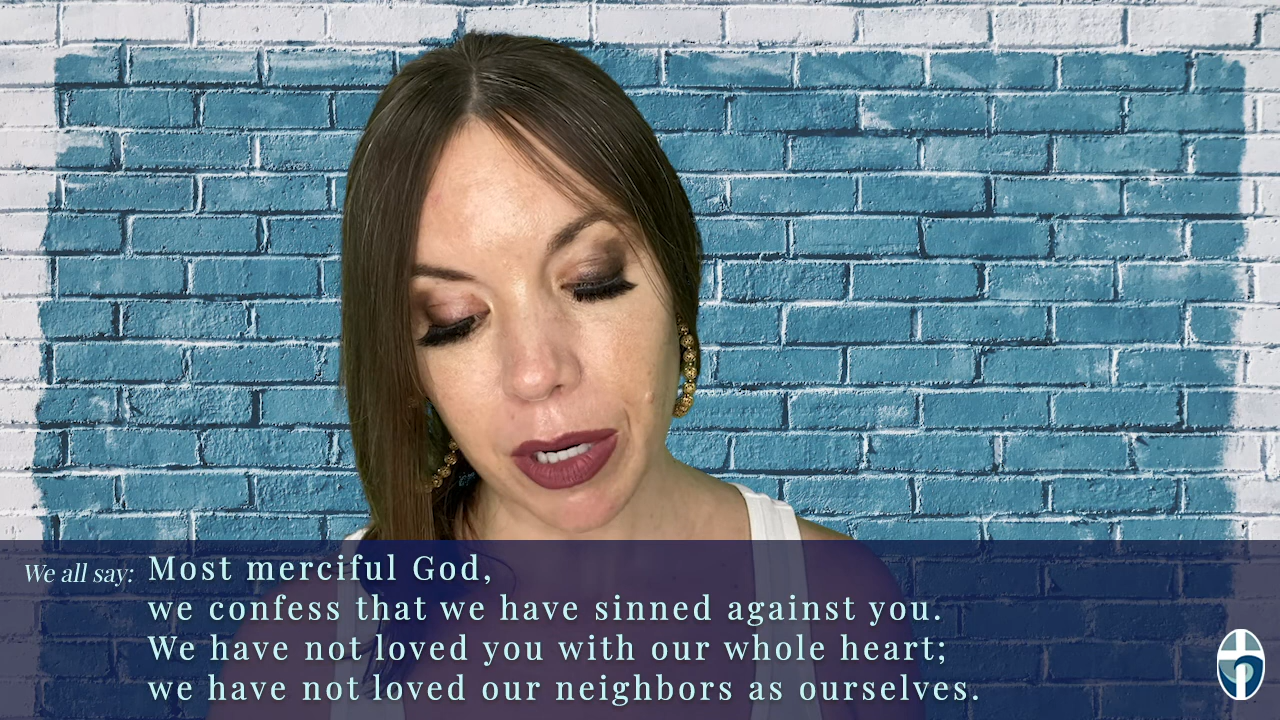 We all say: Most merciful God,
we confess that we have sinned against you.
We have not loved you with our whole heart;
we have not loved our neighbors as ourselves.